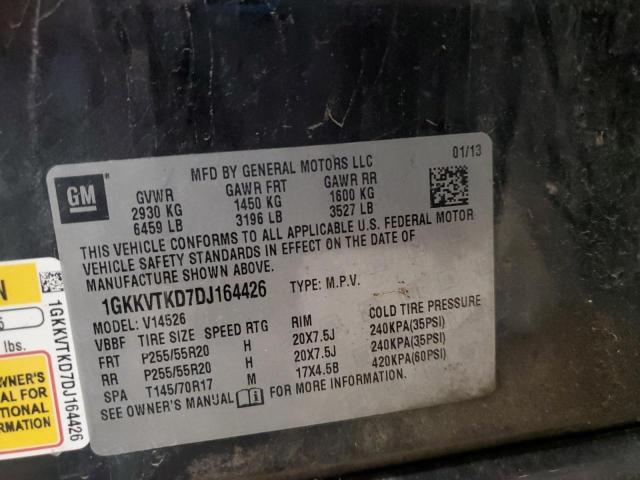 MFD BY GENERAL MOTORS LLC
01/13
GM
GVWR GAWR FRT GAWR RR
2930 KG 1450 KG 1600 KG
6459 LB 3196 LB 3527 LB
THIS VEHICLE CONFORMS TO ALL APPLICABLE U.S. FEDERAL MOTOR
VEHICLE SAFETY STANDARDS IN EFFECT ON THE DATE OF
MANUFACTURE SHOWN ABOVE.
1GKKVTKD7DJ164426 TYPE: M.P.V.
MODEL: V14526
VBBF TIRE SIZE SPEED RTG RIM COLD TIRE PRESSURE
FRT P255/55R20 H 20X7.5J 240KPA(35PSI)
RR P255/55R20 H 20X7.5J 240KPA(35PSI)
SPA T145/70R17 M 17X4.5B 420KPA(60PSI)
SEE OWNER'S MANUAL
N
lbs.
OWNER'S
AL FOR
TIONAL
RMATION
1GKKVTKD7DJ164426